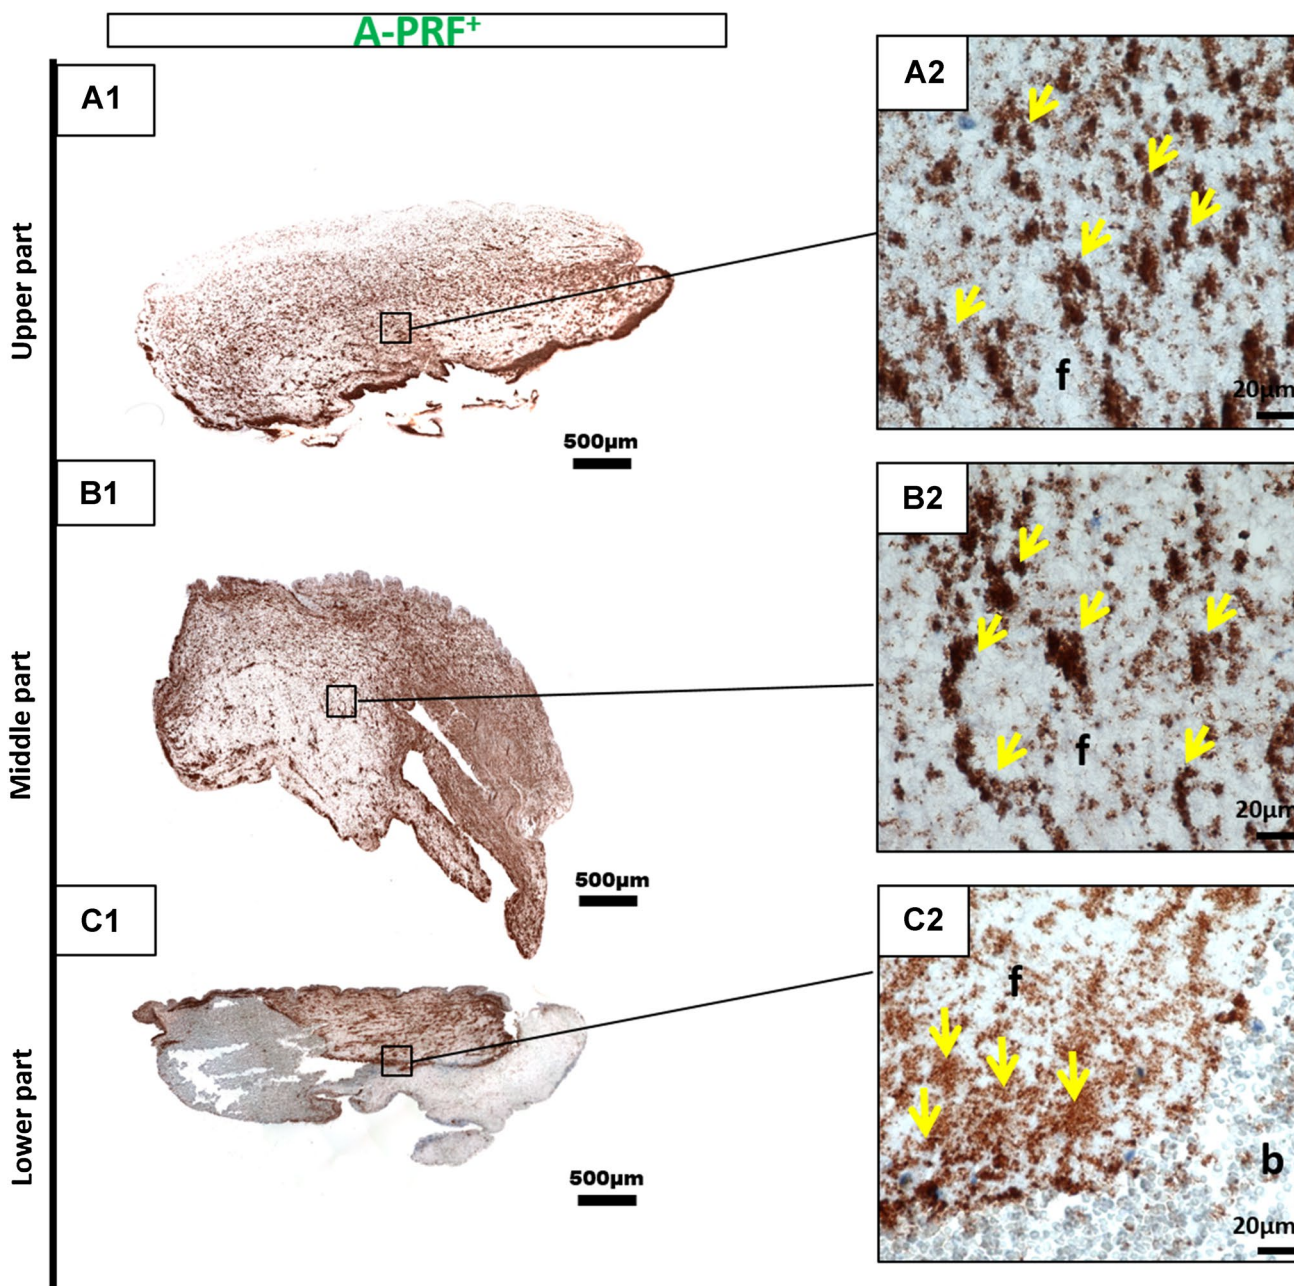 A-PRF⁺
A1
A2
Upper part
f
20μm
500μm
B1
B2
Middle part
f
20μm
500μm
C1
C2
f
Lower part
b
500μm
20μm